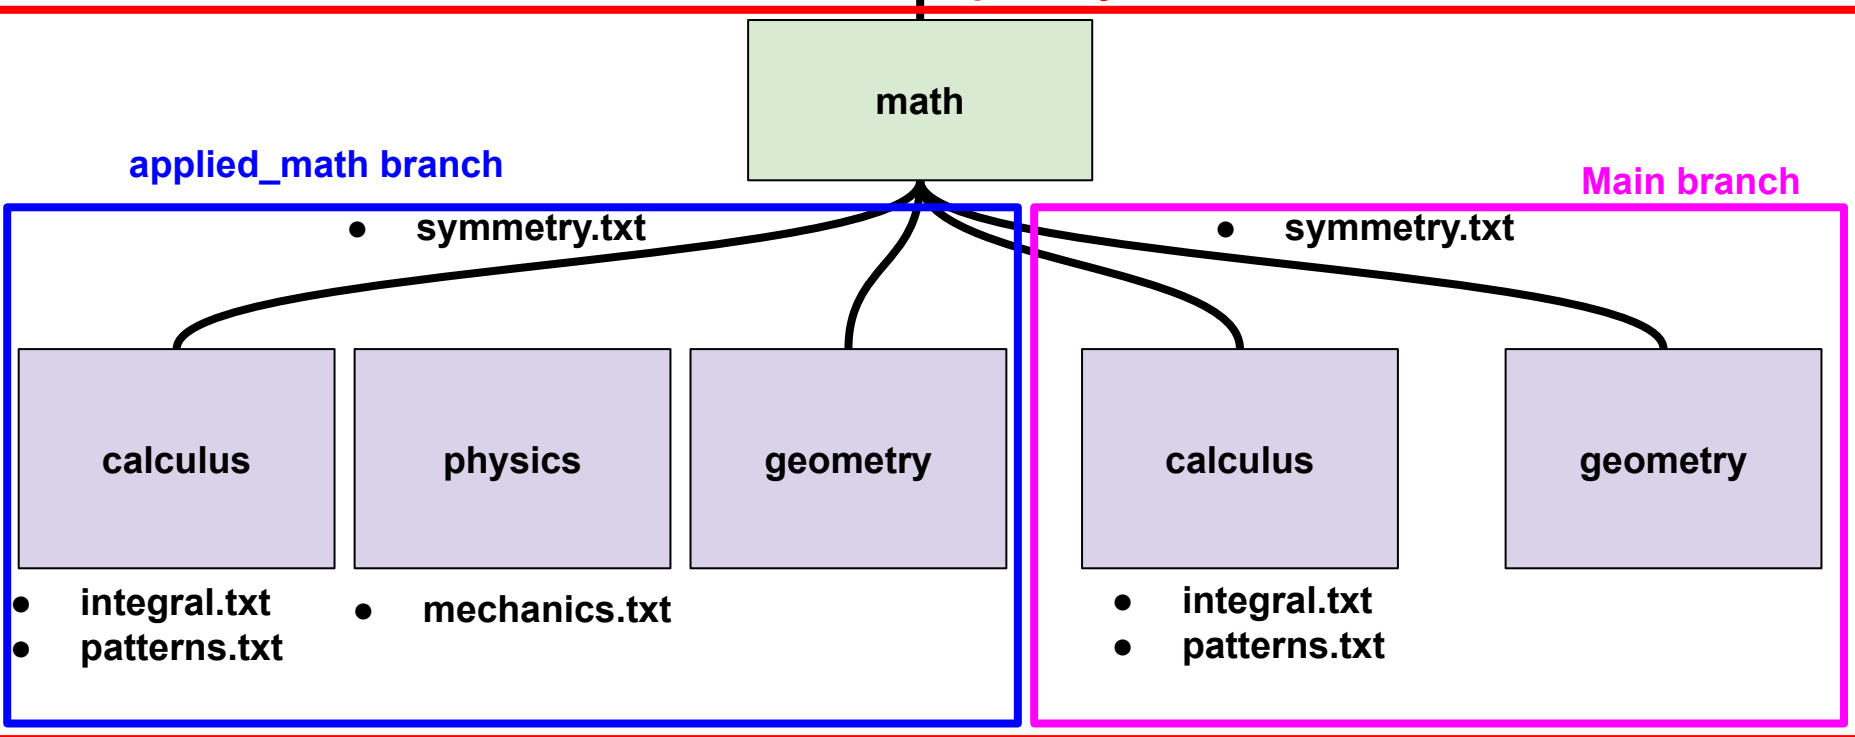 math
applied_math branch
Main branch
● symmetry.txt
● symmetry.txt
calculus
physics
geometry
calculus
geometry
● integral.txt
● patterns.txt
● mechanics.txt
● integral.txt
● patterns.txt